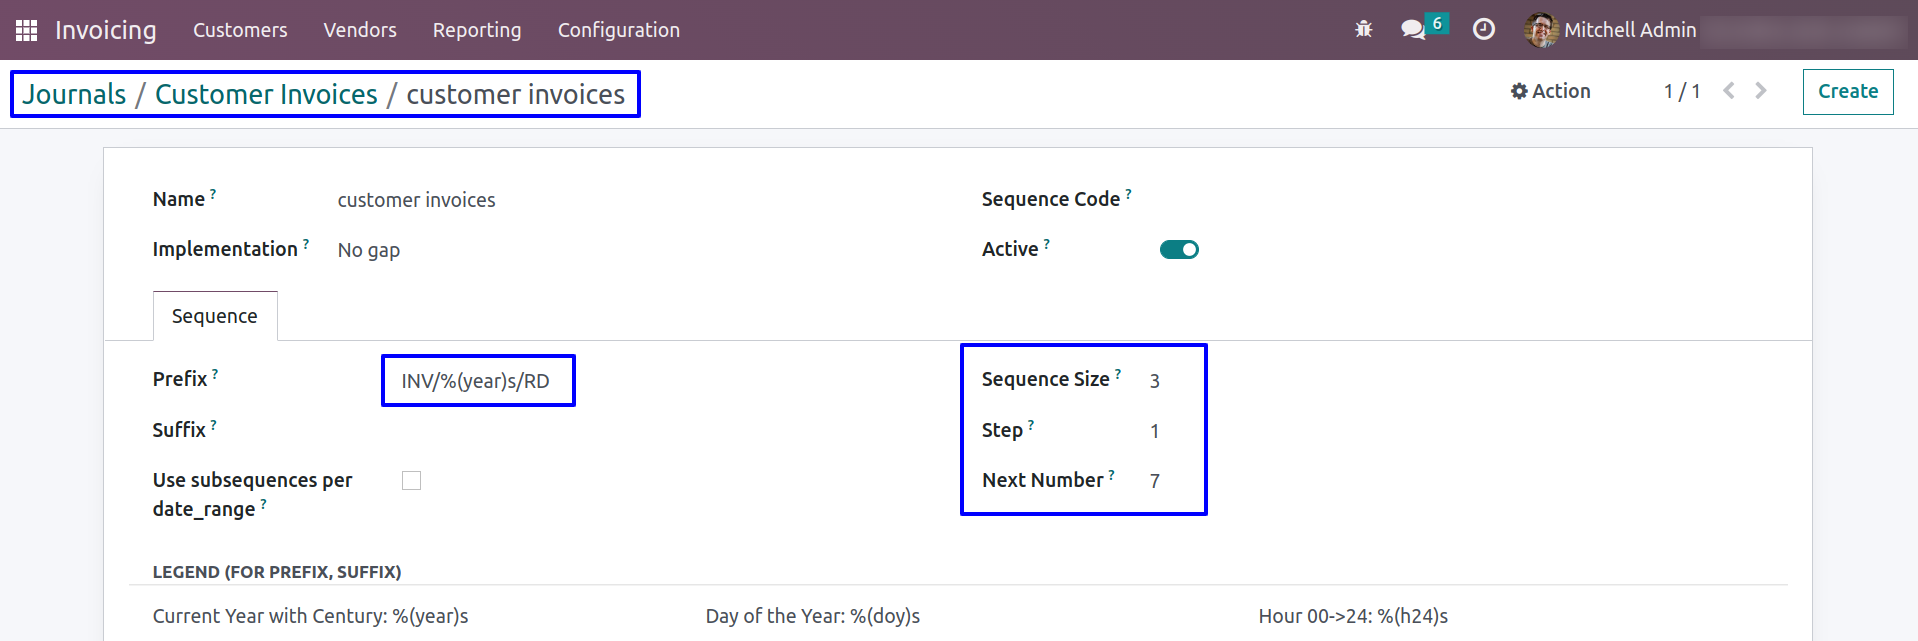 Invoicing Customers Vendors Reporting Configuration 6 Mitchell Admin
Journals / Customer Invoices / customer invoices Action 1 / 1 Create
Name ? customer invoices Sequence Code ?
Implementation ? No gap Active ?
Sequence
Prefix ? INV/%(year)s/RD Sequence Size ? 3
Suffix ? Step ? 1
Use subsequences per Next Number ? 7
date_range ?
LEGEND (FOR PREFIX, SUFFIX)
Current Year with Century: %(year)s Day of the Year: %(doy)s Hour 00->24: %(h24)s